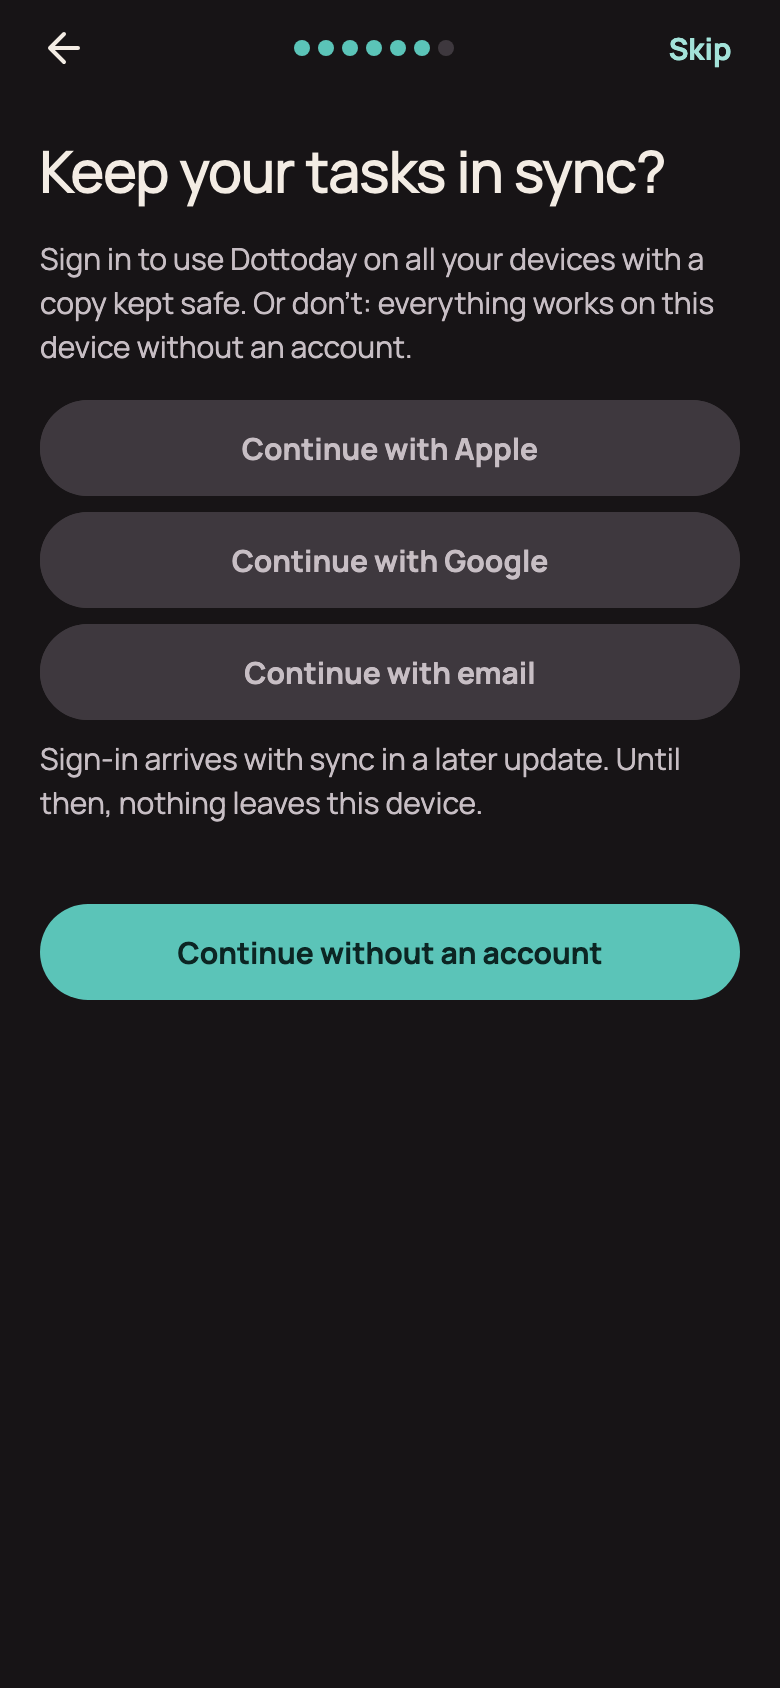 Skip
Keep your tasks in sync?
Sign in to use Dottoday on all your devices with a
copy kept safe. Or don’t: everything works on this
device without an account.
Continue with Apple
Continue with Google
Continue with email
Sign-in arrives with sync in a later update. Until
then, nothing leaves this device.
Continue without an account